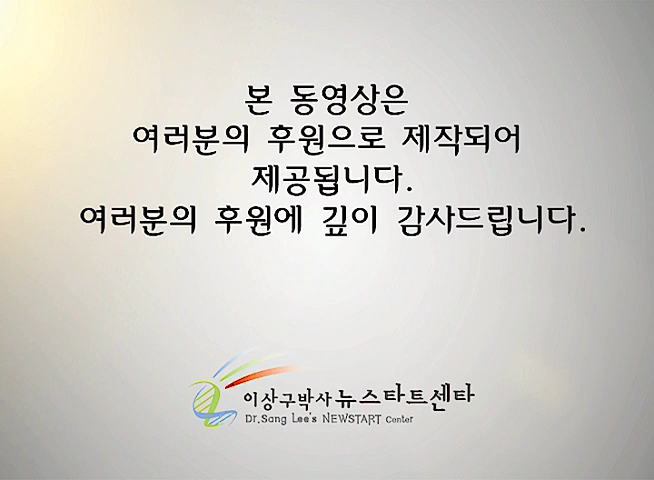 본 동영상은
여러분의 후원으로 제작되어
제공됩니다.
여러분의 후원에 깊이 감사드립니다.
이상구박사 뉴스타트센타
Dr.Sang Lee's NEWSTART Center